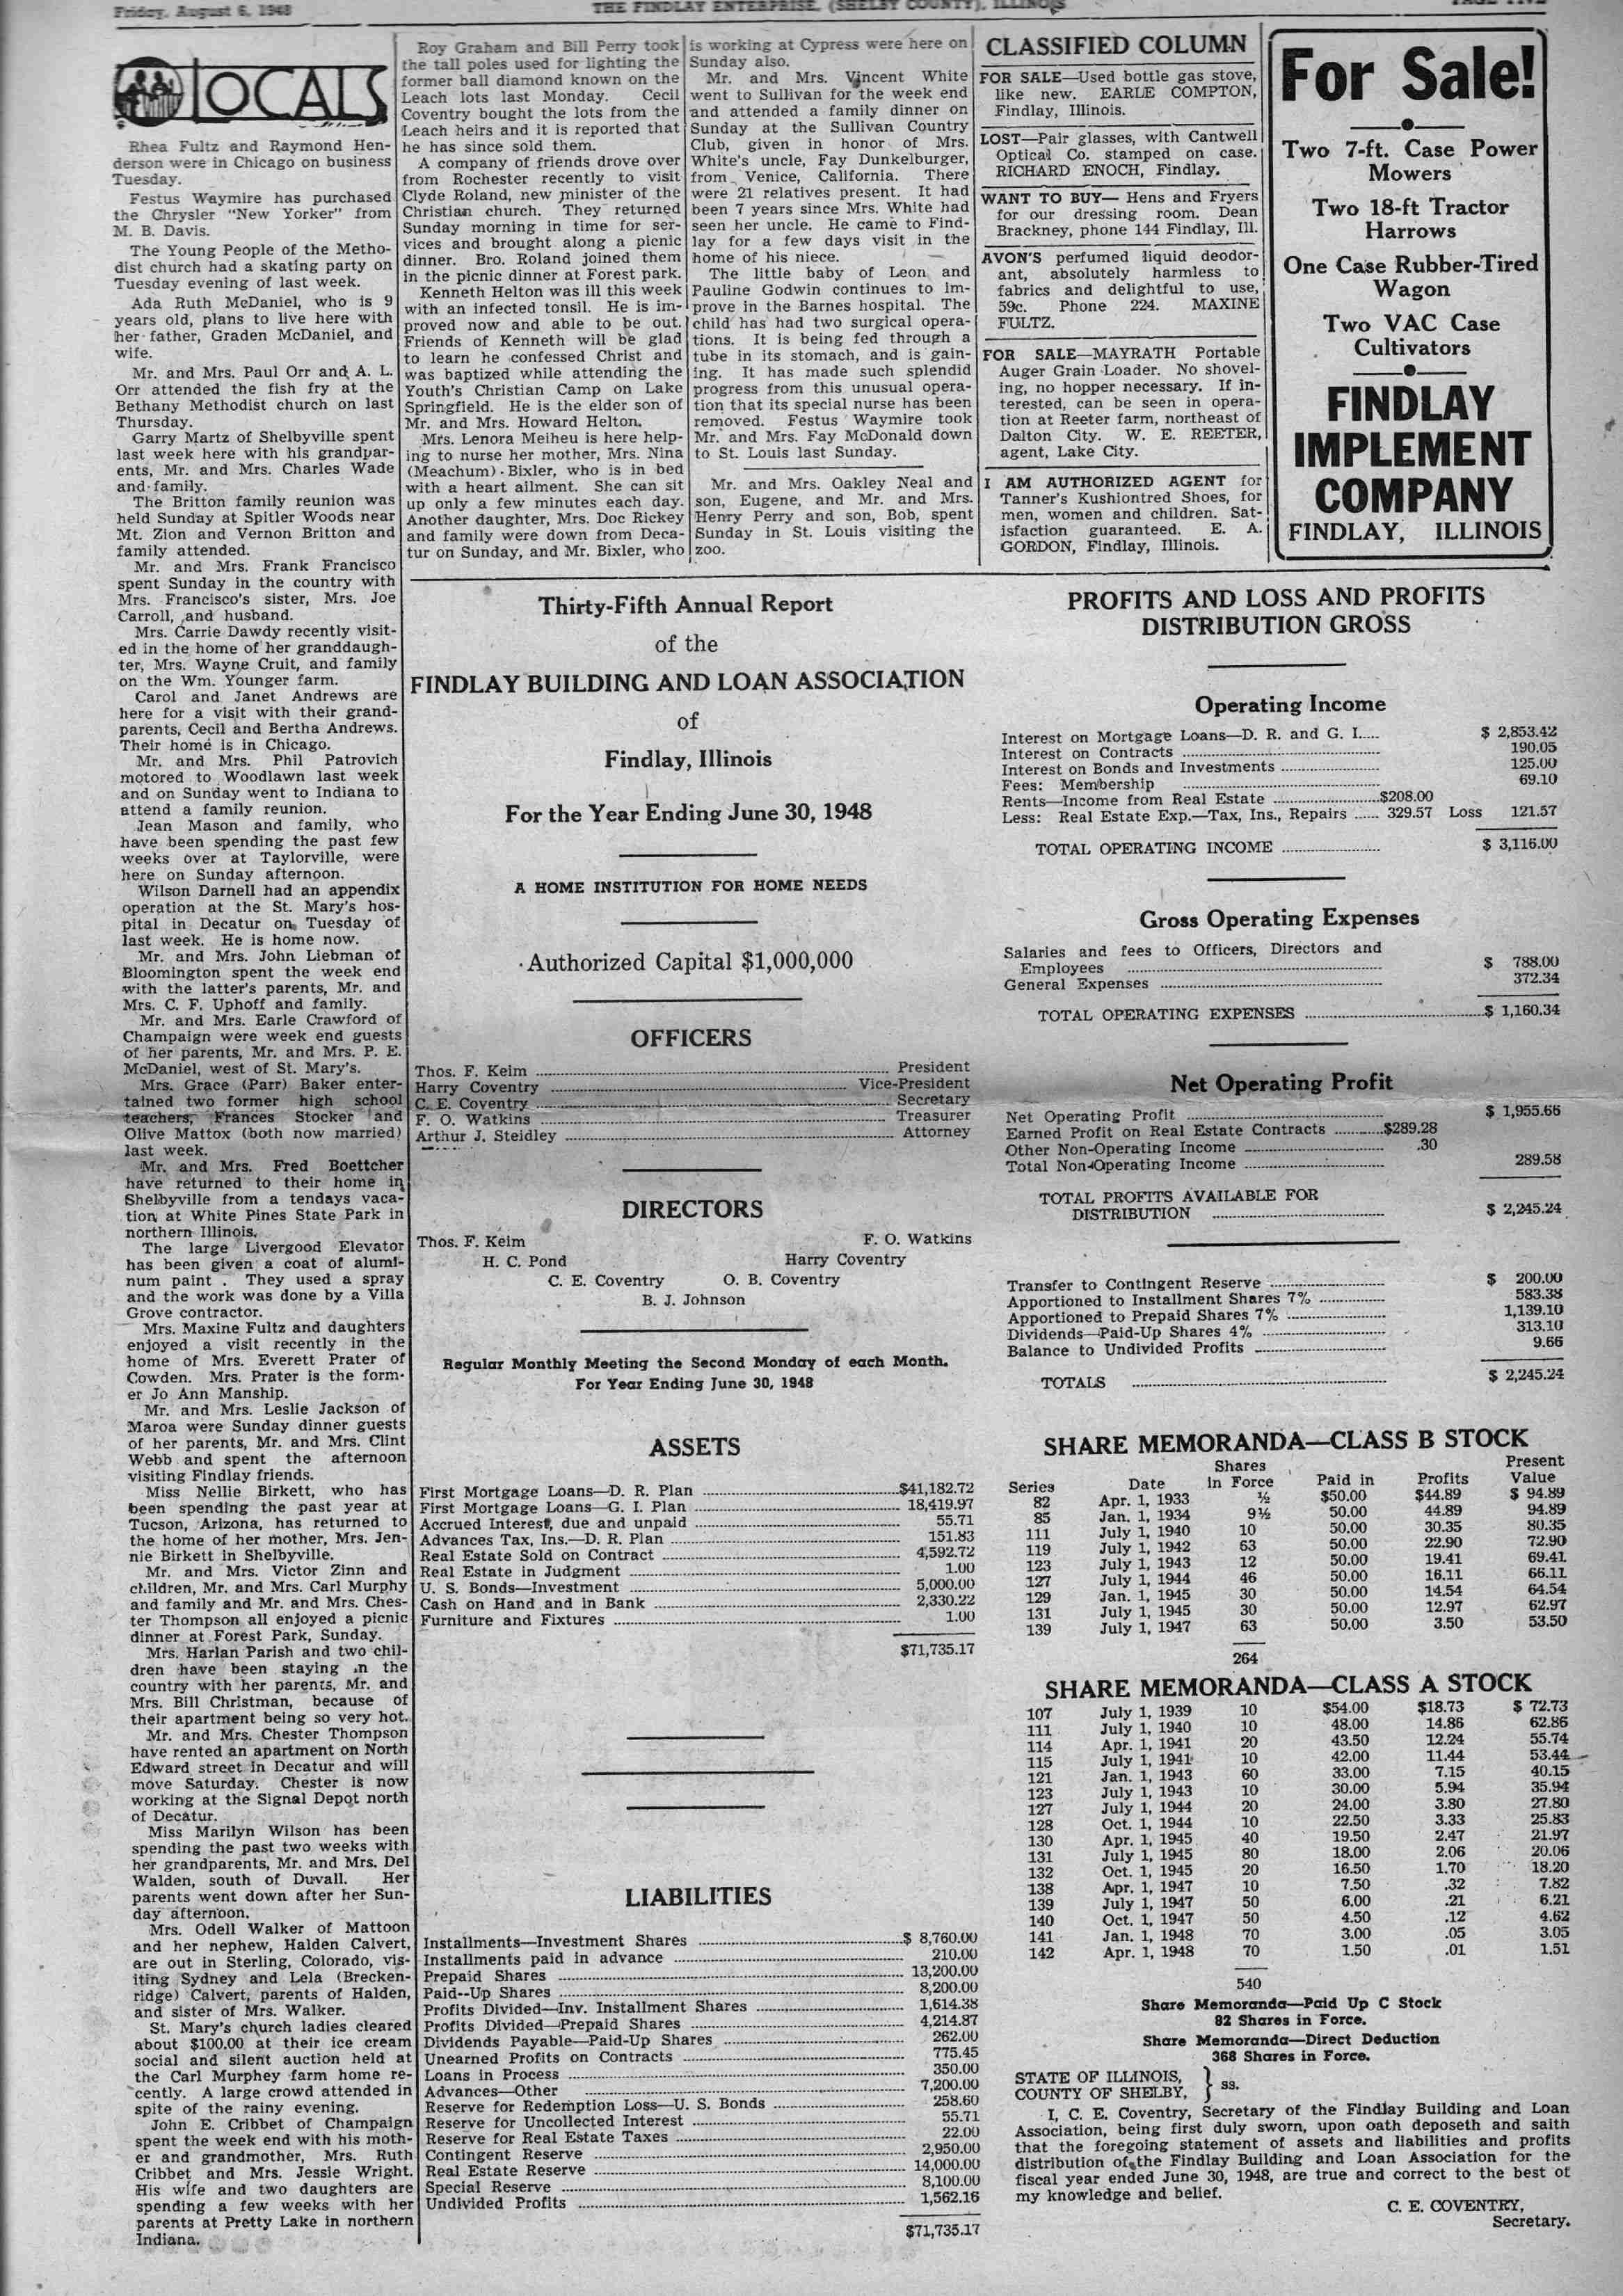 Friday, August 6, 1948
THE FINDLAY ENTERPRISE, (SHELBY COUNTY), ILLINOIS
PAGE FIVE
LOCALS
Rhea Fultz and Raymond Hen-
derson were in Chicago on business
Tuesday.
Festus Waymire has purchased
the Chrysler "New Yorker" from
M. B. Davis.
The Young People of the Metho-
dist church had a skating party on
Tuesday evening of last week.
Ada Ruth McDaniel, who is 9
years old, plans to live here with
her father, Graden McDaniel, and
wife.
Mr. and Mrs. Paul Orr and A. L.
Orr attended the fish fry at the
Bethany Methodist church on last
Thursday.
Garry Martz of Shelbyville spent
last week here with his grandpar-
ents, Mr. and Mrs. Charles Wade
and family.
The Britton family reunion was
held Sunday at Spitler Woods near
Mt. Zion and Vernon Britton and
family attended.
Mr. and Mrs. Frank Francisco
spent Sunday in the country with
Mrs. Francisco's sister, Mrs. Joe
Carroll, and husband.
Mrs. Carrie Dawdy recently visit-
ed in the home of her granddaugh-
ter, Mrs. Wayne Cruit, and family
on the Wm. Younger farm.
Carol and Janet Andrews are
here for a visit with their grand-
parents, Cecil and Bertha Andrews.
Their home is in Chicago.
Mr. and Mrs. Phil Patrovich
motored to Woodlawn last week
and on Sunday went to Indiana to
attend a family reunion.
Jean Mason and family, who
have been spending the past few
weeks over at Taylorville, were
here on Sunday afternoon.
Wilson Darnell had an appendix
operation at the St. Mary's hos-
pital in Decatur on Tuesday of
last week. He is home now.
Mr. and Mrs. John Liebman of
Bloomington spent the week end
with the latter's parents, Mr. and
Mrs. C. F. Uphoff and family.
Mr. and Mrs. Earle Crawford of
Champaign were week end guests
of her parents, Mr. and Mrs. P. E.
McDaniel, west of St. Mary's.
Mrs. Grace (Parr) Baker enter-
tained two former high school
teachers, Frances Stocker and
Olive Mattox (both now married)
last week.
Mr. and Mrs. Fred Boettcher
have returned to their home in
Shelbyville from a tendays vaca-
tion at White Pines State Park in
northern Illinois.
The large Livergood Elevator
has been given a coat of alumi-
num paint . They used a spray
and the work was done by a Villa
Grove contractor.
Mrs. Maxine Fultz and daughters
enjoyed a visit recently in the
home of Mrs. Everett Prater of
Cowden. Mrs. Prater is the form-
er Jo Ann Manship.
Mr. and Mrs. Leslie Jackson of
Maroa were Sunday dinner guests
of her parents, Mr. and Mrs. Clint
Webb and spent the afternoon
visiting Findlay friends.
Miss Nellie Birkett, who has
been spending the past year at
Tucson, Arizona, has returned to
the home of her mother, Mrs. Jen-
nie Birkett in Shelbyville.
Mr. and Mrs. Victor Zinn and
children, Mr. and Mrs. Carl Murphy
and family and Mr. and Mrs. Ches-
ter Thompson all enjoyed a picnic
dinner at Forest Park, Sunday.
Mrs. Harlan Parish and two chil-
dren have been staying in the
country with her parents, Mr. and
Mrs. Bill Christman, because of
their apartment being so very hot.
Mr. and Mrs. Chester Thompson
have rented an apartment on North
Edward street in Decatur and will
move Saturday. Chester is now
working at the Signal Depot north
of Decatur.
Miss Marilyn Wilson has been
spending the past two weeks with
her grandparents, Mr. and Mrs. Del
Walden, south of Duvall. Her
parents went down after her Sun-
day afternoon.
Mrs. Odell Walker of Mattoon
and her nephew, Halden Calvert,
are out in Sterling, Colorado, vis-
iting Sydney and Lela (Brecken-
ridge) Calvert, parents of Halden,
and sister of Mrs. Walker.
St. Mary's church ladies cleared
about $100.00 at their ice cream
social and silent auction held at
the Carl Murphey farm home re-
cently. A large crowd attended in
spite of the rainy evening.
John E. Cribbet of Champaign
spent the week end with his moth-
er and grandmother, Mrs. Ruth
Cribbet and Mrs. Jessie Wright.
His wife and two daughters are
spending a few weeks with her
parents at Pretty Lake in northern
Indiana.
Roy Graham and Bill Perry took
the tall poles used for lighting the
former ball diamond known on the
Leach lots last Monday. Cecil
Coventry bought the lots from the
Leach heirs and it is reported that
he has since sold them.
A company of friends drove over
from Rochester recently to visit
Clyde Roland, new minister of the
Christian church. They returned
Sunday morning in time for ser-
vices and brought along a picnic
dinner. Bro. Roland joined them
in the picnic dinner at Forest park.
Kenneth Helton was ill this week
with an infected tonsil. He is im-
proved now and able to be out.
Friends of Kenneth will be glad
to learn he confessed Christ and
was baptized while attending the
Youth's Christian Camp on Lake
Springfield. He is the elder son of
Mr. and Mrs. Howard Helton.
Mrs. Lenora Meiheu is here help-
ing to nurse her mother, Mrs. Nina
(Meachum) Bixler, who is in bed
with a heart ailment. She can sit
up only a few minutes each day.
Another daughter, Mrs. Doc Rickey
and family were down from Deca-
tur on Sunday, and Mr. Bixler, who
is working at Cypress were here on
Sunday also.
Mr. and Mrs. Vincent White
went to Sullivan for the week end
and attended a family dinner on
Sunday at the Sullivan Country
Club, given in honor of Mrs.
White's uncle, Fay Dunkelburger,
from Venice, California. There
were 21 relatives present. It had
been 7 years since Mrs. White had
seen her uncle. He came to Find-
lay for a few days visit in the
home of his niece.
The little baby of Leon and
Pauline Godwin continues to im-
prove in the Barnes hospital. The
child has had two surgical opera-
tions. It is being fed through a
tube in its stomach, and is gain-
ing. It has made such splendid
progress from this unusual opera-
tion that its special nurse has been
removed. Festus Waymire took
Mr. and Mrs. Fay McDonald down
to St. Louis last Sunday.
Mr. and Mrs. Oakley Neal and
son, Eugene, and Mr. and Mrs.
Henry Perry and son, Bob, spent
Sunday in St. Louis visiting the
zoo.
CLASSIFIED COLUMN
FOR SALE—Used bottle gas stove,
like new. EARLE COMPTON,
Findlay, Illinois.
LOST—Pair glasses, with Cantwell
Optical Co. stamped on case.
RICHARD ENOCH, Findlay.
WANT TO BUY— Hens and Fryers
for our dressing room. Dean
Brackney, phone 144 Findlay, Ill.
AVON'S perfumed liquid deodor-
ant, absolutely harmless to
fabrics and delightful to use,
59c. Phone 224. MAXINE
FULTZ.
FOR SALE—MAYRATH Portable
Auger Grain Loader. No shovel-
ing, no hopper necessary. If in-
terested, can be seen in opera-
tion at Reeter farm, northeast of
Dalton City. W. E. REETER,
agent, Lake City.
I AM AUTHORIZED AGENT for
Tanner's Kushiontred Shoes, for
men, women and children. Sat-
isfaction guaranteed. E. A.
GORDON, Findlay, Illinois.
For Sale!
Two 7-ft. Case Power
Mowers
Two 18-ft Tractor
Harrows
One Case Rubber-Tired
Wagon
Two VAC Case
Cultivators
FINDLAY
IMPLEMENT
COMPANY
FINDLAY, ILLINOIS
Thirty-Fifth Annual Report
of the
FINDLAY BUILDING AND LOAN ASSOCIATION
of
Findlay, Illinois
For the Year Ending June 30, 1948
A HOME INSTITUTION FOR HOME NEEDS
Authorized Capital $1,000,000
OFFICERS
Thos. F. Keim President
Harry Coventry Vice-President
C. E. Coventry Secretary
F. O. Watkins Treasurer
Arthur J. Steidley Attorney
DIRECTORS
Thos. F. Keim F. O. Watkins
H. C. Pond Harry Coventry
C. E. Coventry O. B. Coventry
B. J. Johnson
Regular Monthly Meeting the Second Monday of each Month.
For Year Ending June 30, 1948
ASSETS
First Mortgage Loans—D. R. Plan $41,182.72
First Mortgage Loans—G. I. Plan 18,419.97
Accrued Interest, due and unpaid 55.71
Advances Tax, Ins.—D. R. Plan 151.83
Real Estate Sold on Contract 4,592.72
Real Estate in Judgment 1.00
U. S. Bonds—Investment 5,000.00
Cash on Hand and in Bank 2,330.22
Furniture and Fixtures 1.00
$71,735.17
LIABILITIES
Installments—Investment Shares $ 8,760.00
Installments paid in advance 210.00
Prepaid Shares 13,200.00
Paid--Up Shares 8,200.00
Profits Divided—Inv. Installment Shares 1,614.38
Profits Divided—Prepaid Shares 4,214.87
Dividends Payable—Paid-Up Shares 262.00
Unearned Profits on Contracts 775.45
Loans in Process 350.00
Advances—Other 7,200.00
Reserve for Redemption Loss—U. S. Bonds 258.60
Reserve for Uncollected Interest 55.71
Reserve for Real Estate Taxes 22.00
Contingent Reserve 2,950.00
Real Estate Reserve 14,000.00
Special Reserve 8,100.00
Undivided Profits 1,562.16
$71,735.17
PROFITS AND LOSS AND PROFITS
DISTRIBUTION GROSS
Operating Income
Interest on Mortgage Loans—D. R. and G. I. $ 2,853.42
Interest on Contracts 190.05
Interest on Bonds and Investments 125.00
Fees: Membership 69.10
Rents—Income from Real Estate $208.00
Less: Real Estate Exp.—Tax, Ins., Repairs 329.57 Loss 121.57
TOTAL OPERATING INCOME $ 3,116.00
Gross Operating Expenses
Salaries and fees to Officers, Directors and
Employees $ 788.00
General Expenses 372.34
TOTAL OPERATING EXPENSES $ 1,160.34
Net Operating Profit
Net Operating Profit $ 1,955.66
Earned Profit on Real Estate Contracts $289.28
Other Non-Operating Income .30
Total Non-Operating Income 289.58
TOTAL PROFITS AVAILABLE FOR
DISTRIBUTION $ 2,245.24
Transfer to Contingent Reserve $ 200.00
Apportioned to Installment Shares 7% 583.38
Apportioned to Prepaid Shares 7% 1,139.10
Dividends—Paid-Up Shares 4% 313.10
Balance to Undivided Profits 9.66
TOTALS $ 2,245.24
SHARE MEMORANDA—CLASS B STOCK
Shares Present
Series Date in Force Paid in Profits Value
82 Apr. 1, 1933 ½ $50.00 $44.89 $ 94.89
85 Jan. 1, 1934 9½ 50.00 44.89 94.89
111 July 1, 1940 10 50.00 30.35 80.35
119 July 1, 1942 63 50.00 22.90 72.90
123 July 1, 1943 12 50.00 19.41 69.41
127 July 1, 1944 46 50.00 16.11 66.11
129 Jan. 1, 1945 30 50.00 14.54 64.54
131 July 1, 1945 30 50.00 12.97 62.97
139 July 1, 1947 63 50.00 3.50 53.50
264
SHARE MEMORANDA—CLASS A STOCK
107 July 1, 1939 10 $54.00 $18.73 $ 72.73
111 July 1, 1940 10 48.00 14.86 62.86
114 Apr. 1, 1941 20 43.50 12.24 55.74
115 July 1, 1941 10 42.00 11.44 53.44
121 Jan. 1, 1943 60 33.00 7.15 40.15
123 July 1, 1943 10 30.00 5.94 35.94
127 July 1, 1944 20 24.00 3.80 27.80
128 Oct. 1, 1944 10 22.50 3.33 25.83
130 Apr. 1, 1945 40 19.50 2.47 21.97
131 July 1, 1945 80 18.00 2.06 20.06
132 Oct. 1, 1945 20 16.50 1.70 18.20
138 Apr. 1, 1947 10 7.50 .32 7.82
139 July 1, 1947 50 6.00 .21 6.21
140 Oct. 1, 1947 50 4.50 .12 4.62
141 Jan. 1, 1948 70 3.00 .05 3.05
142 Apr. 1, 1948 70 1.50 .01 1.51
540
Share Memoranda—Paid Up C Stock
82 Shares in Force.
Share Memoranda—Direct Deduction
368 Shares in Force.
STATE OF ILLINOIS,
COUNTY OF SHELBY, } ss.
I, C. E. Coventry, Secretary of the Findlay Building and Loan
Association, being first duly sworn, upon oath deposeth and saith
that the foregoing statement of assets and liabilities and profits
distribution of the Findlay Building and Loan Association for the
fiscal year ended June 30, 1948, are true and correct to the best of
my knowledge and belief.
C. E. COVENTRY,
Secretary.